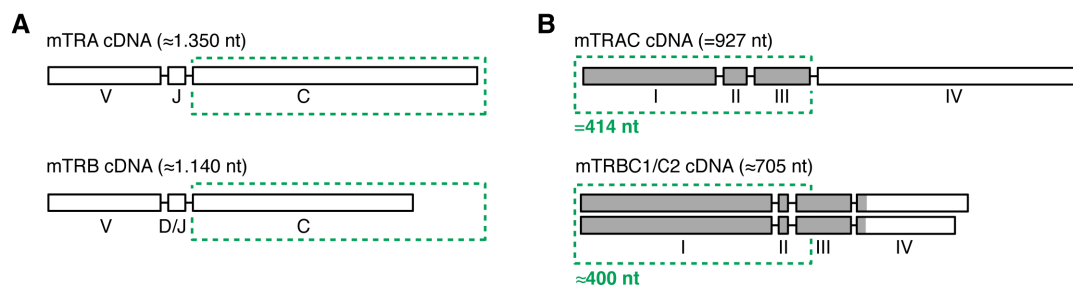 A
mTRA cDNA (≈1.350 nt)
V J C
mTRB cDNA (≈1.140 nt)
V D/J C
B
mTRAC cDNA (=927 nt)
I II III IV
=414 nt
mTRBC1/C2 cDNA (≈705 nt)
I II III IV
≈400 nt